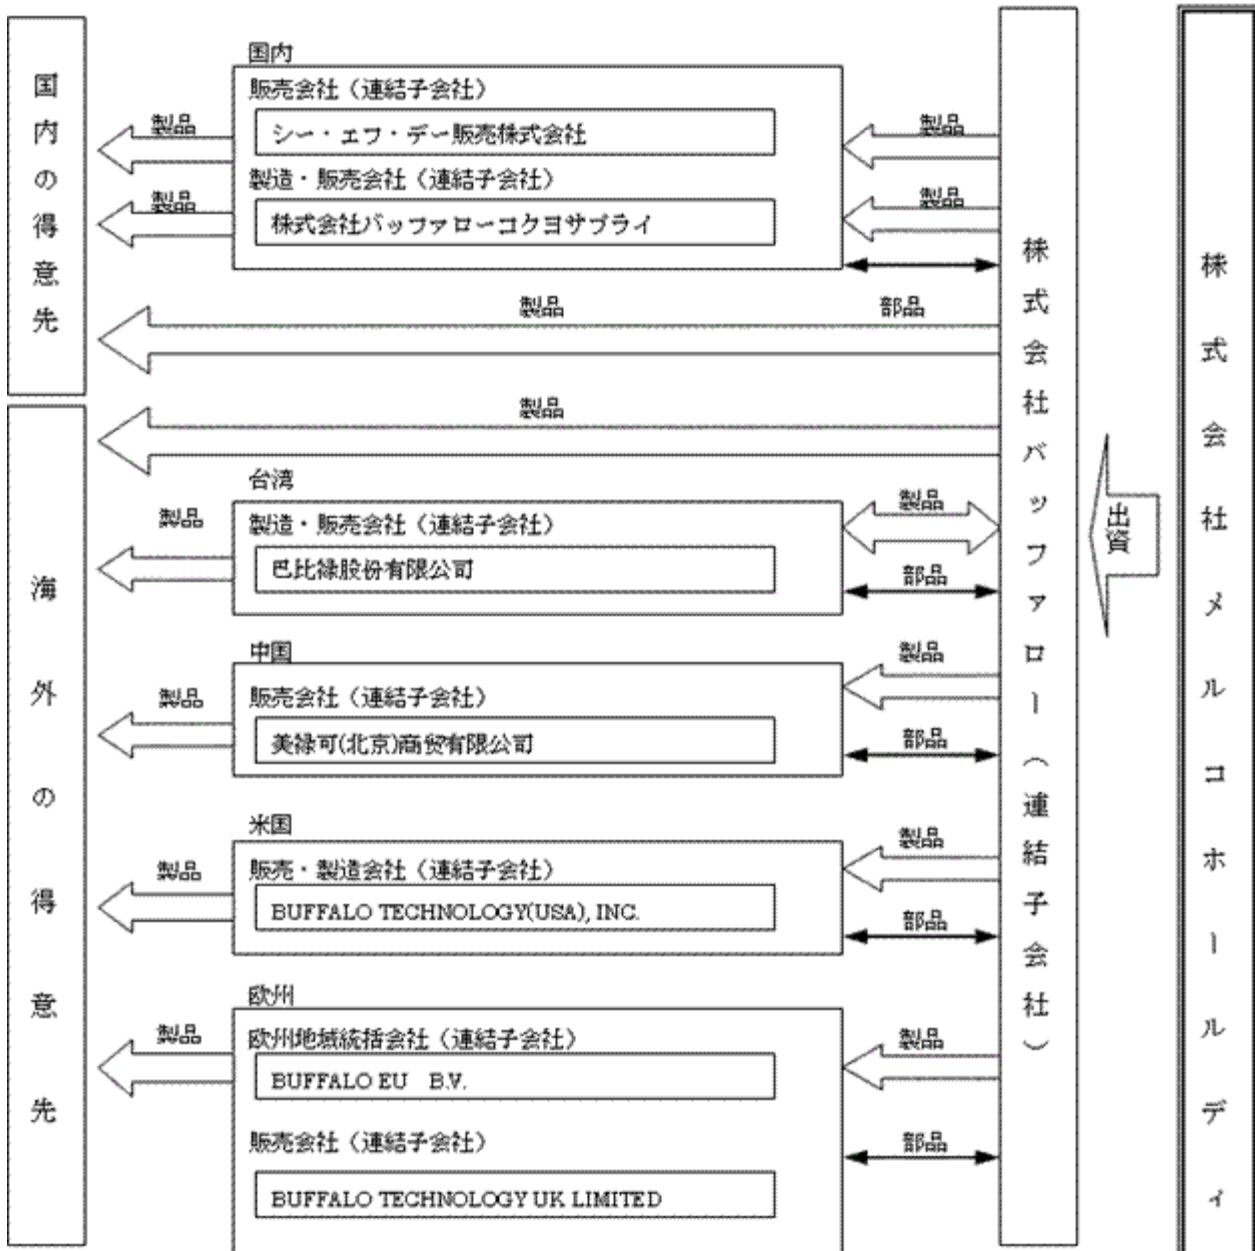 国内の得意先
国内
販売会社（連結子会社）
シー・エフ・デー販売株式会社
製造・販売会社（連結子会社）
株式会社バッファローコクヨサプライ
製品
製品
製品
製品
製品
部品
海外の得意先
製品
台湾
製造・販売会社（連結子会社）
巴比禄股份有限公司
製品
製品
部品
中国
販売会社（連結子会社）
美禄可(北京)商贸有限公司
製品
製品
部品
米国
販売・製造会社（連結子会社）
BUFFALO TECHNOLOGY(USA), INC.
製品
製品
部品
欧州
欧州地域統括会社（連結子会社）
BUFFALO EU　B.V.
販売会社（連結子会社）
BUFFALO TECHNOLOGY UK LIMITED
製品
製品
部品
株式会社バッファロー（連結子会社）
出資
株式会社メルコホールディ